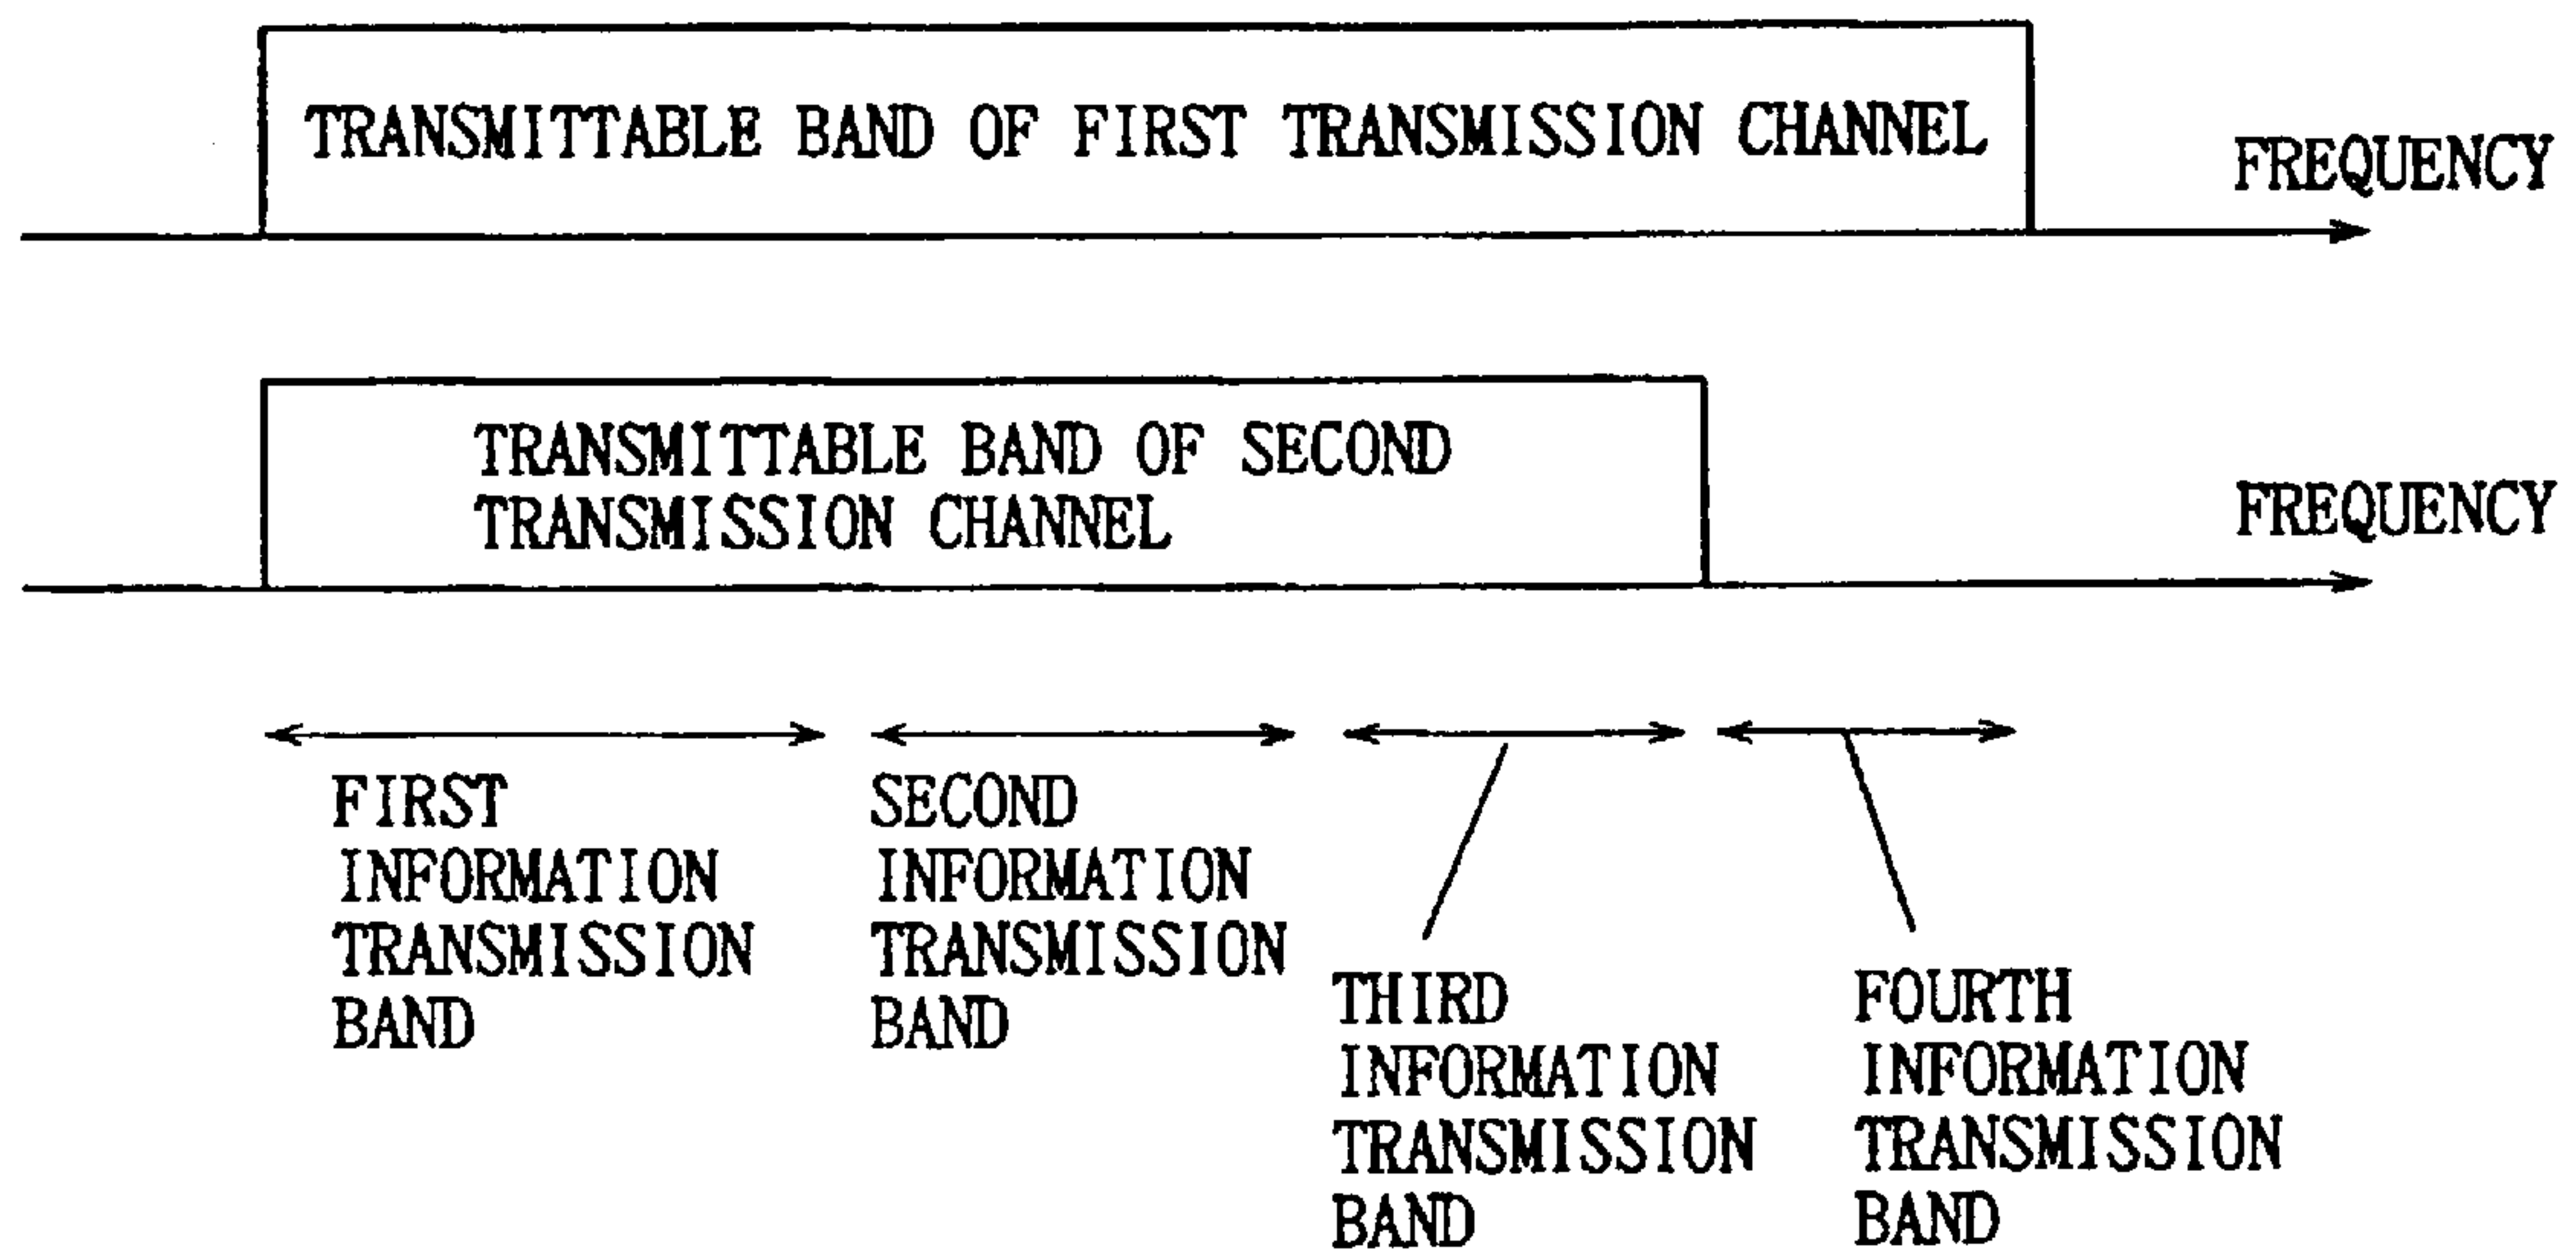 TRANSMITTABLE BAND OF FIRST TRANSMISSION CHANNEL
FREQUENCY
TRANSMITTABLE BAND OF SECOND
TRANSMISSION CHANNEL
FREQUENCY
FIRST
INFORMATION
TRANSMISSION
BAND
SECOND
INFORMATION
TRANSMISSION
BAND
THIRD
INFORMATION
TRANSMISSION
BAND
FOURTH
INFORMATION
TRANSMISSION
BAND